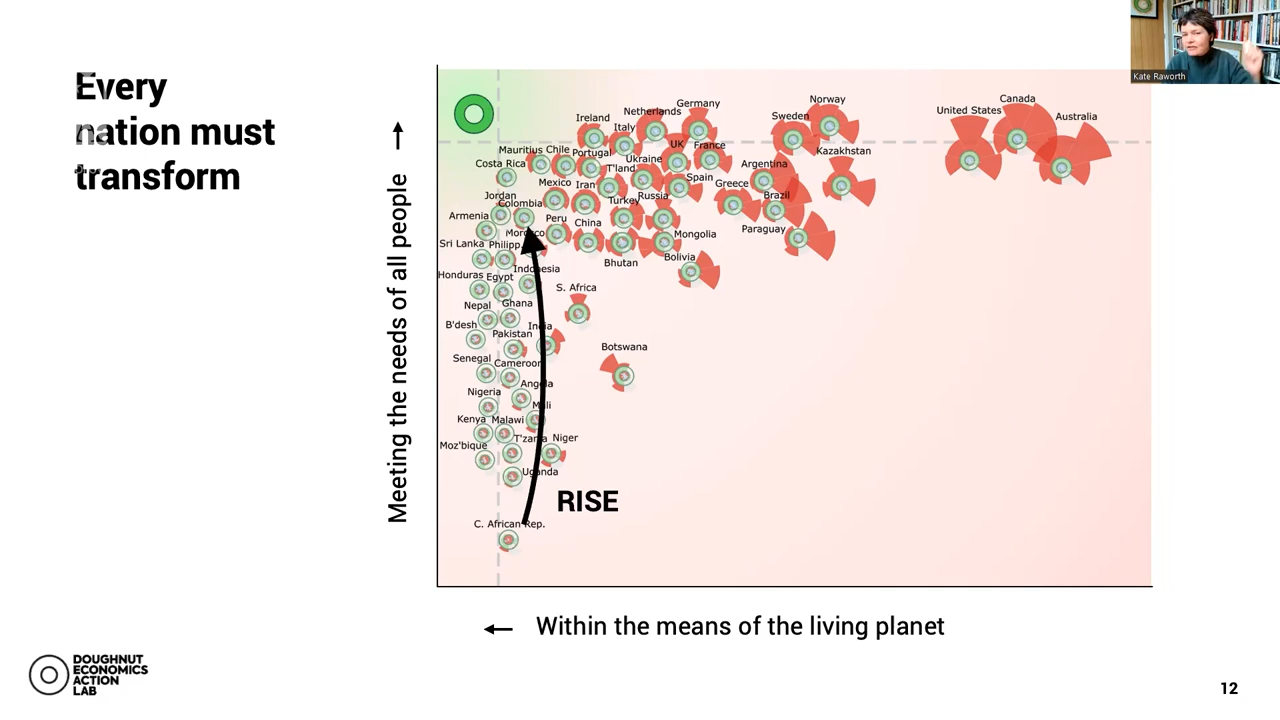 Every
nation must
transform
Kate Raworth
Meeting the needs of all people
Canada
Norway
Germany
United States
Netherlands
Australia
Ireland
Sweden
Italy
UK
France
Kazakhstan
Mauritius
Chile
Portugal
Ukraine
Costa Rica
T'land
Argentina
Spain
Mexico
Iran
Greece
Jordan
Russia
Brazil
Colombia
Turkey
Armenia
Peru
China
Paraguay
Morocco
Mongolia
Sri Lanka
Philipp.
Bhutan
Bolivia
Indonesia
Honduras
Egypt
S. Africa
Nepal
Ghana
B'desh
India
Pakistan
Botswana
Senegal
Cameroon
Angola
Nigeria
Mali
Kenya
Malawi
T'zania
Niger
Moz'bique
Uganda
RISE
C. African Rep.
Within the means of the living planet
DOUGHNUT
ECONOMICS
ACTION
LAB
12